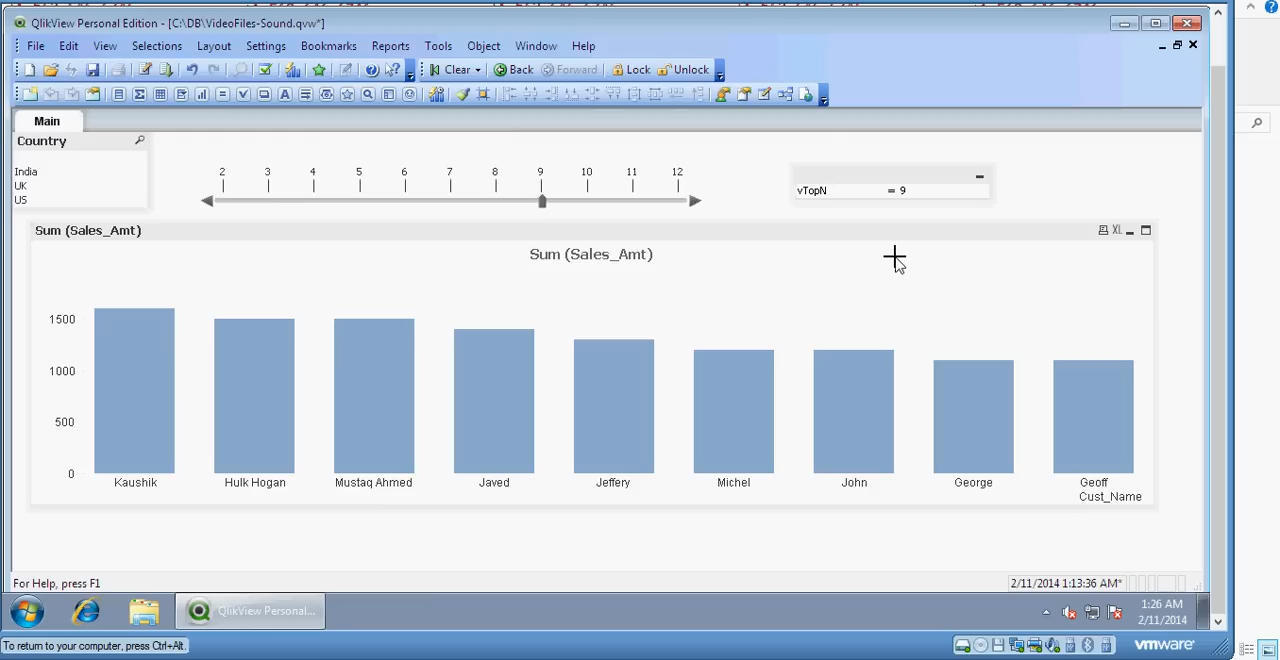 QlikView Personal Edition - [C:\DB\VideoFiles-Sound.qvw*]
File Edit View Selections Layout Settings Bookmarks Reports Tools Object Window Help
Clear Back Forward Lock Unlock
Main
Country
India
UK
US
2 3 4 5 6 7 8 9 10 11 12
vTopN = 9
Sum (Sales_Amt) XL
Sum (Sales_Amt)
1500
1000
500
0
Kaushik Hulk Hogan Mustaq Ahmed Javed Jeffery Michel John George Geoff
Cust_Name
For Help, press F1 2/11/2014 1:13:36 AM*
QlikView Personal... 1:26 AM
2/11/2014
To return to your computer, press Ctrl+Alt. vmware